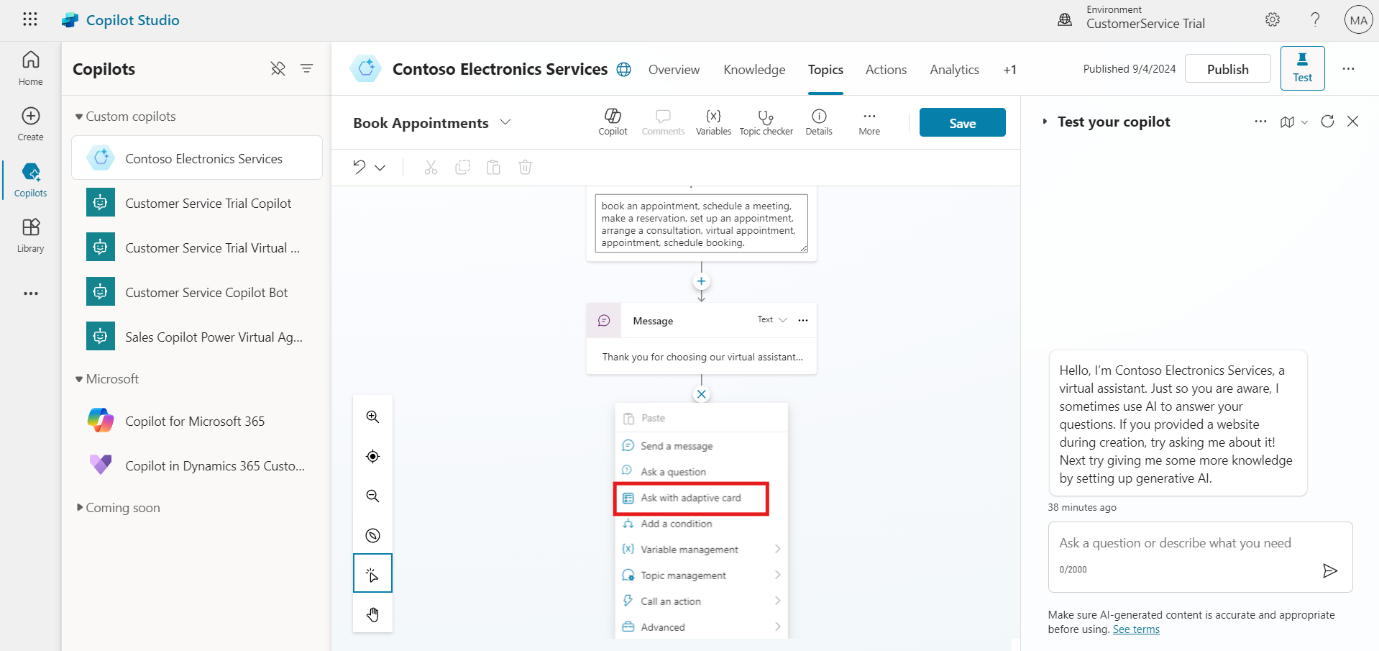 Copilot Studio
Environment
CustomerService Trial
MA
Home
Create
Copilots
Library
Copilots
Custom copilots
Contoso Electronics Services
Customer Service Trial Copilot
Customer Service Trial Virtual ...
Customer Service Copilot Bot
Sales Copilot Power Virtual Ag...
Microsoft
Copilot for Microsoft 365
Copilot in Dynamics 365 Custo...
Coming soon
Contoso Electronics Services
Overview
Knowledge
Topics
Actions
Analytics
+1
Published 9/4/2024
Publish
Test
Book Appointments
Copilot
Comments
Variables
Topic checker
Details
More
Save
book an appointment, schedule a meeting,
make a reservation, set up an appointment,
arrange a consultation, virtual appointment,
appointment, schedule booking.
Message
Text
Thank you for choosing our virtual assistant...
Paste
Send a message
Ask a question
Ask with adaptive card
Add a condition
Variable management
Topic management
Call an action
Advanced
Test your copilot
Hello, I'm Contoso Electronics Services, a
virtual assistant. Just so you are aware, I
sometimes use AI to answer your
questions. If you provided a website
during creation, try asking me about it!
Next try giving me some more knowledge
by setting up generative AI.
38 minutes ago
Ask a question or describe what you need
0/2000
Make sure AI-generated content is accurate and appropriate
before using. See terms